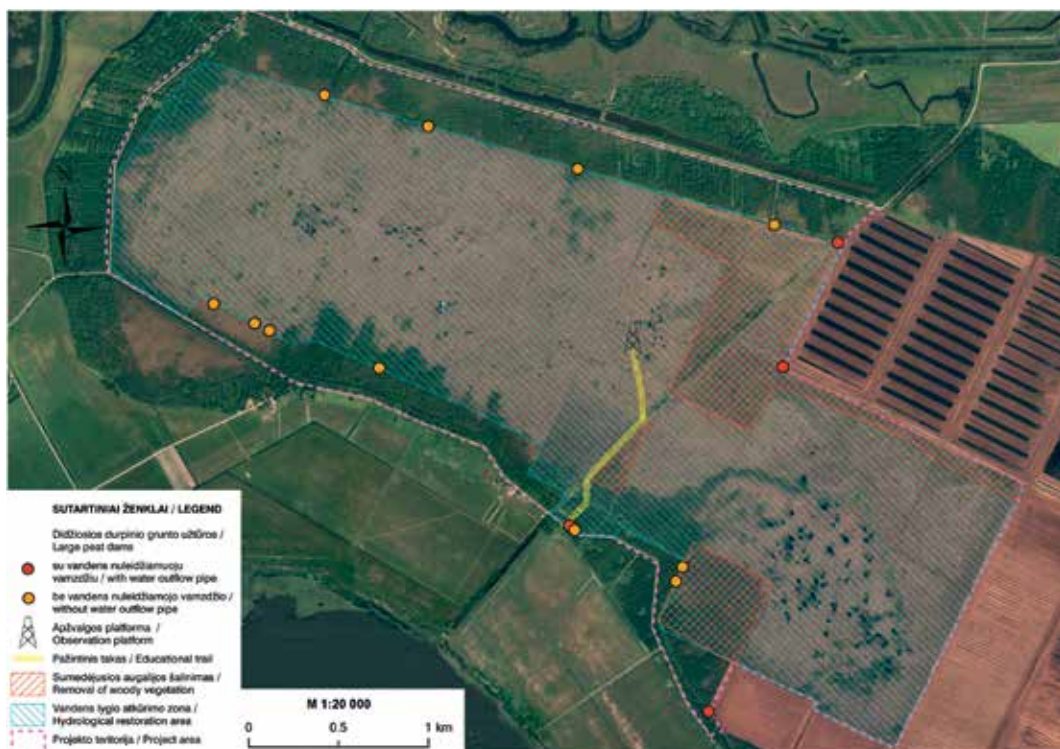 SUTARTINIAI ŽENKLAI / LEGEND
Didžiosios durpinio grunto užtūros /
Large peat dams
su vandens nuleidžiamuoju
vamzdžiu / with water outflow pipe
be vandens nuleidžiamojo vamzdžio /
without water outflow pipe
Apžvalgos platforma /
Observation platform
Pažintinis takas / Educational trail
Sumedėjusios augalijos šalinimas /
Removal of woody vegetation
Vandens lygio atkūrimo zona /
Hydrological restoration area
Projekto teritorija / Project area
M 1:20 000
0 0.5 1 km